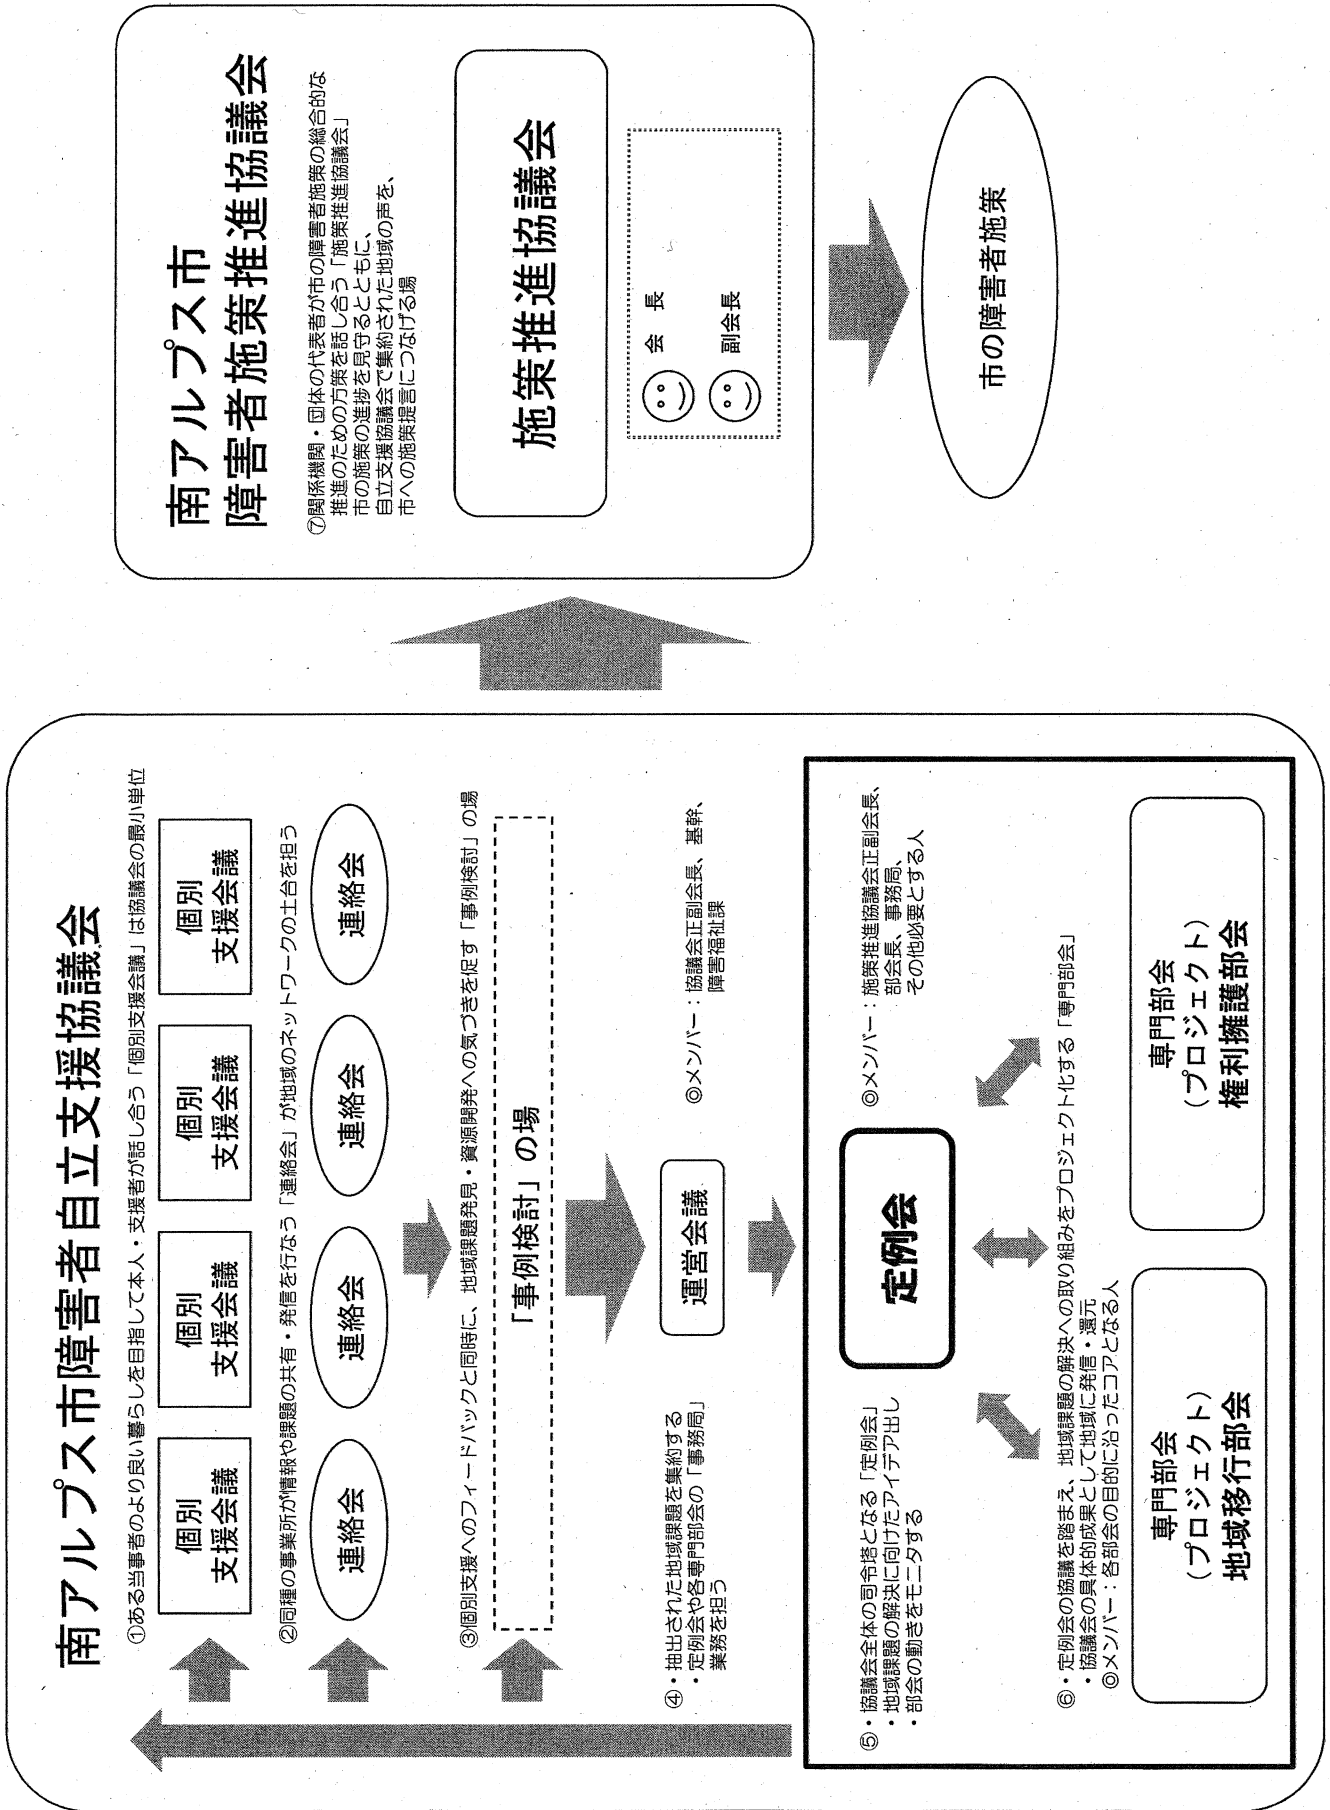 南アルプス市障害者自立支援協議会
①ある当事者のより良い暮らしを目指して本人・支援者が話し合う「個別支援会議」は協議会の最小単位
個別
支援会議
個別
支援会議
個別
支援会議
個別
支援会議
②同種の事業所が情報や課題の共有・発信を行なう「連絡会」が地域のネットワークの土台を担う
連絡会
連絡会
連絡会
連絡会
③個別支援へのフィードバックと同時に、地域課題発見・資源開発への気づきを促す「事例検討」の場
「事例検討」の場
④・抽出された地域課題を集約する
・定例会や各専門部会の「事務局」
業務を担う
運営会議
◎メンバー：協議会正副会長、基幹、
障害福祉課
⑤・協議会全体の司令塔となる「定例会」
・地域課題の解決に向けたアイデア出し
・部会の動きをモニタする
定例会
◎メンバー：施策推進協議会正副会長、
部会長、事務局、
その他必要とする人
⑥・定例会の協議を踏まえ、地域課題の解決への取り組みをプロジェクト化する「専門部会」
・協議会の具体的成果として地域に発信・還元
◎メンバー：各部会の目的に沿ったコアとなる人
専門部会
（プロジェクト）
地域移行部会
専門部会
（プロジェクト）
権利擁護部会
南アルプス市
障害者施策推進協議会
⑦関係機関・団体の代表者が市の障害者施策の総合的な
推進のための方策を話し合う「施策推進協議会」
市の施策の進捗を見守るとともに、
自立支援協議会で集約された地域の声を、
市への施策提言につなげる場
施策推進協議会
会　長
副会長
市の障害者施策